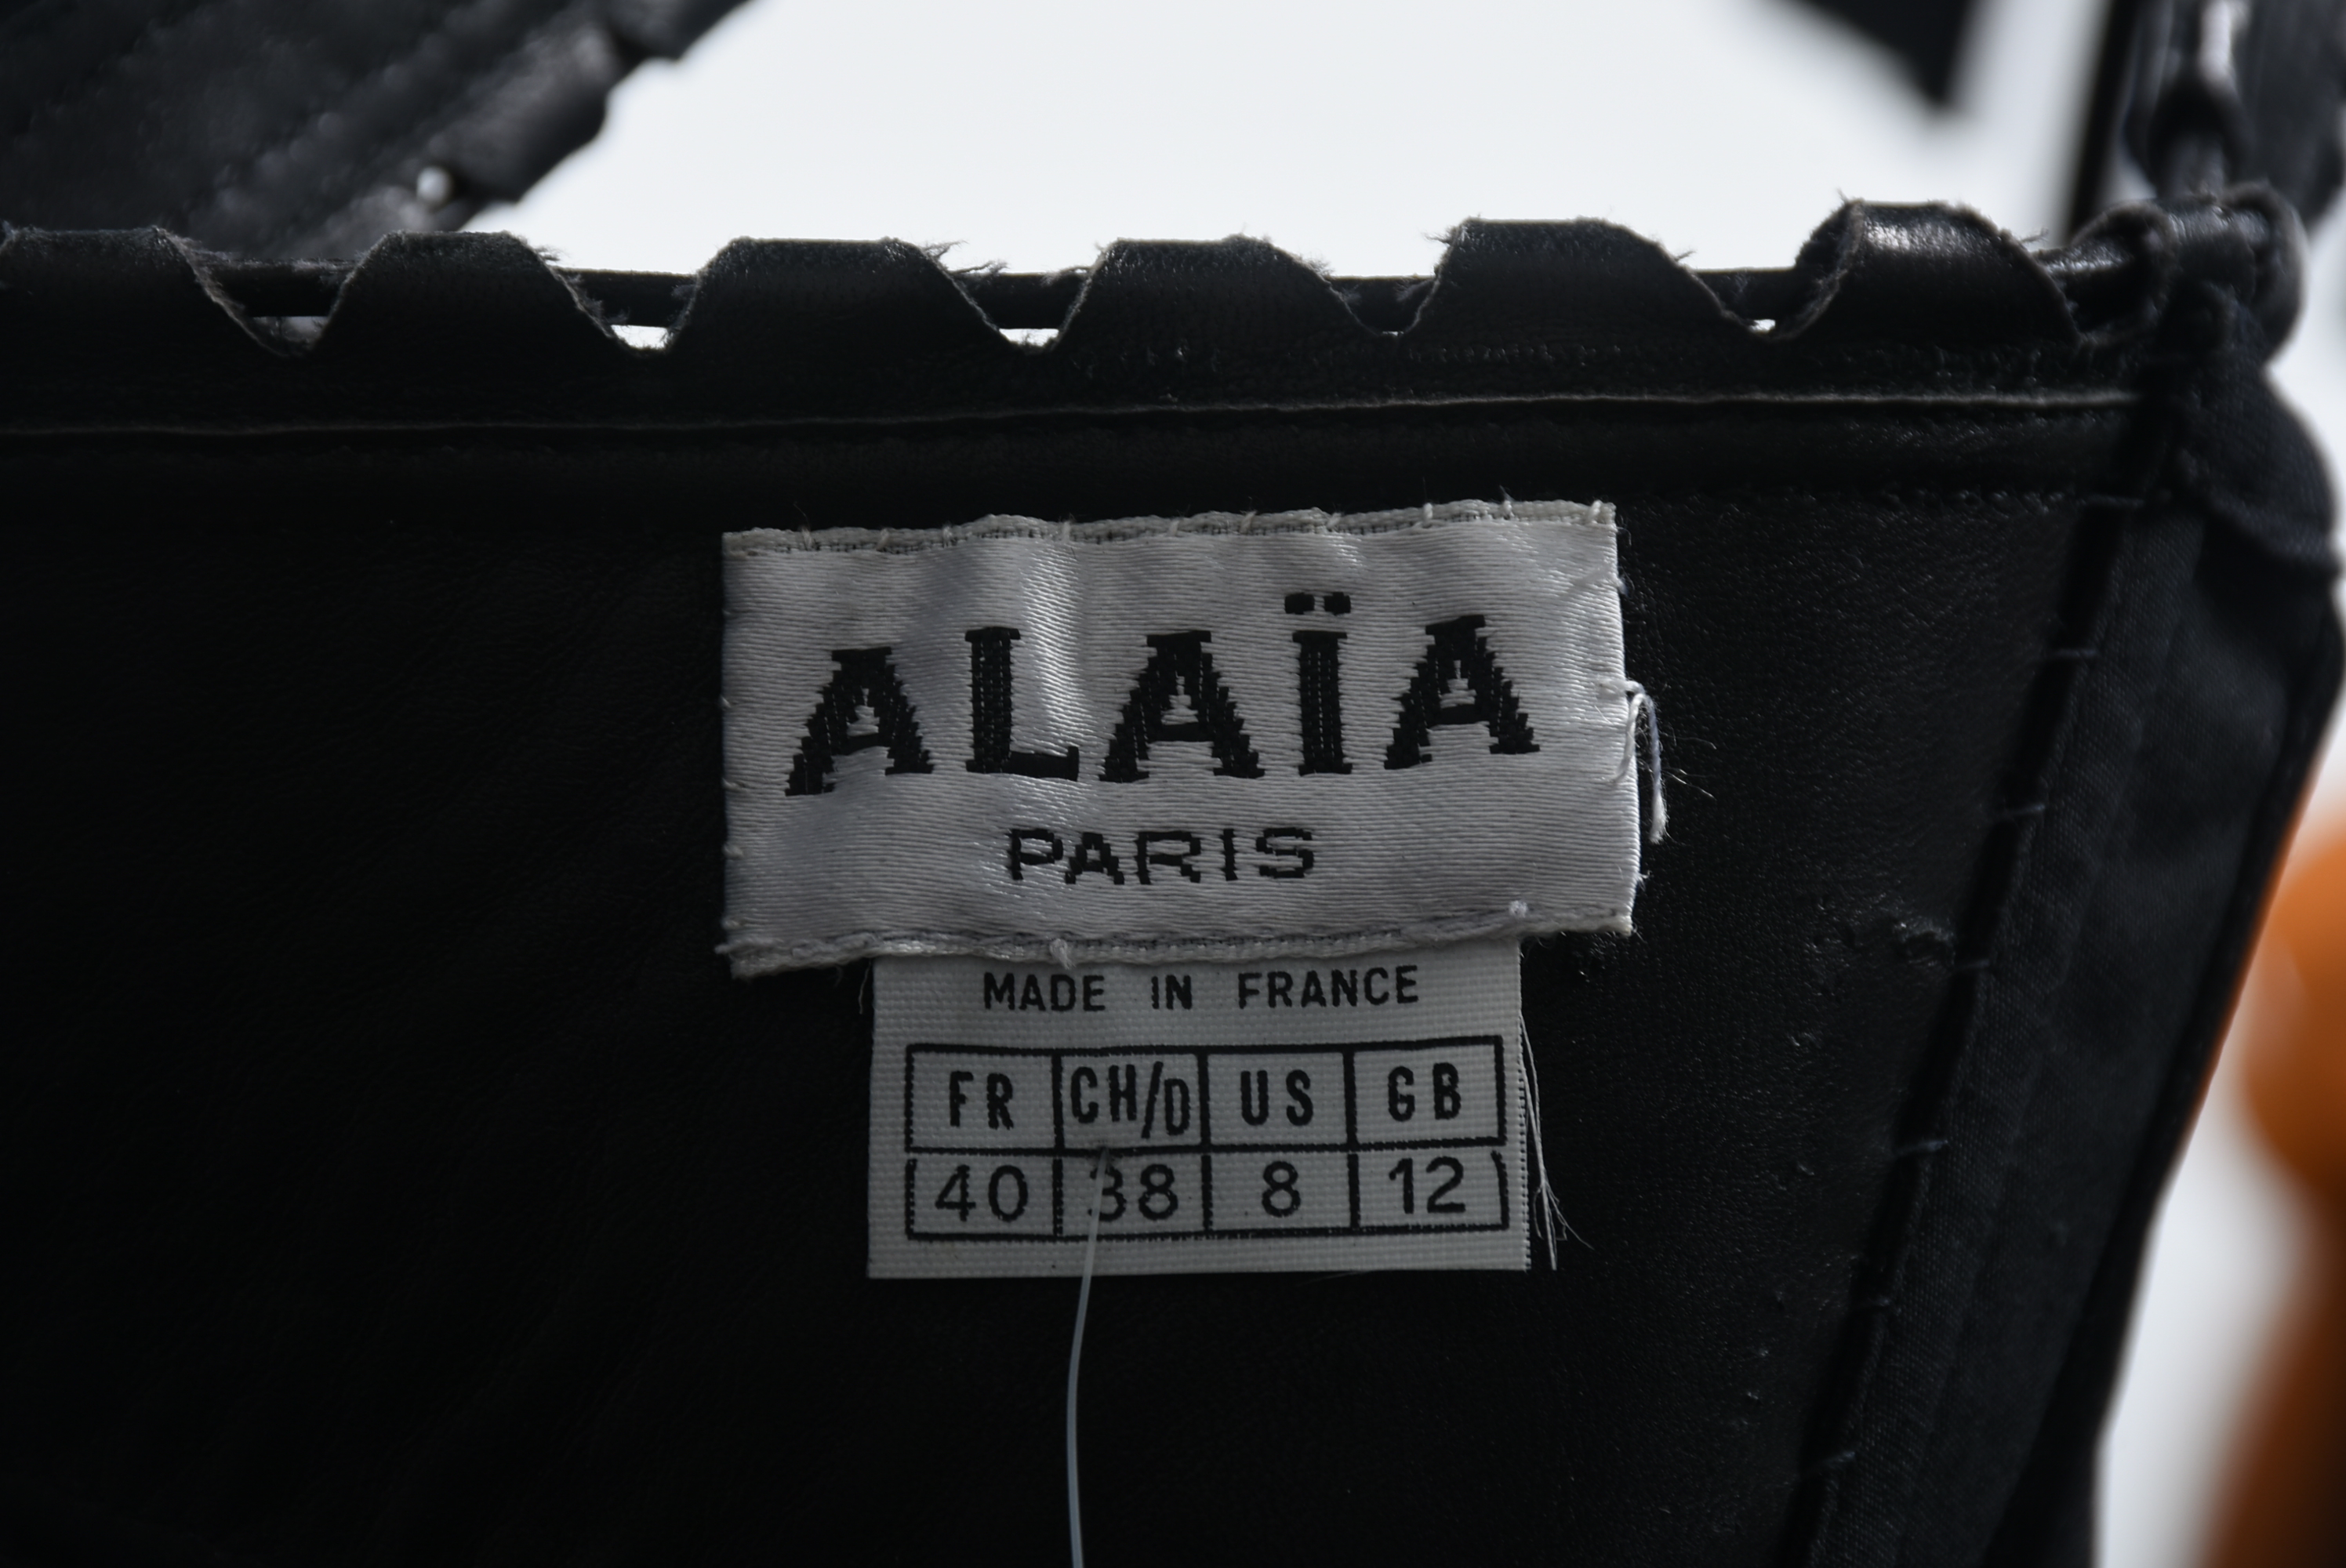 ALAÏA
PARIS
MADE IN FRANCE
FR CH/D US GB
40 38 8 12